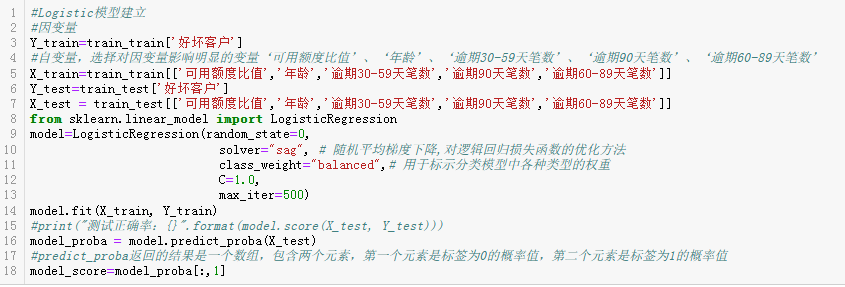 1 #Logistic模型建立
2 #因变量
3 Y_train=train_train['好坏客户']
4 #自变量，选择对因变量影响明显的变量‘可用额度比值’、‘年龄’、‘逾期30-59天笔数’、‘逾期90天笔数’、‘逾期60-89天笔数’
5 X_train=train_train[['可用额度比值','年龄','逾期30-59天笔数','逾期90天笔数','逾期60-89天笔数']]
6 Y_test=train_test['好坏客户']
7 X_test = train_test[['可用额度比值','年龄','逾期30-59天笔数','逾期90天笔数','逾期60-89天笔数']]
8 from sklearn.linear_model import LogisticRegression
9 model=LogisticRegression(random_state=0,
10 solver="sag", # 随机平均梯度下降,对逻辑回归损失函数的优化方法
11 class_weight="balanced",# 用于标示分类模型中各种类型的权重
12 C=1.0,
13 max_iter=500)
14 model.fit(X_train, Y_train)
15 #print("测试正确率：{}".format(model.score(X_test, Y_test)))
16 model_proba = model.predict_proba(X_test)
17 #predict_proba返回的结果是一个数组，包含两个元素，第一个元素是标签为0的概率值，第二个元素是标签为1的概率值
18 model_score=model_proba[:,1]